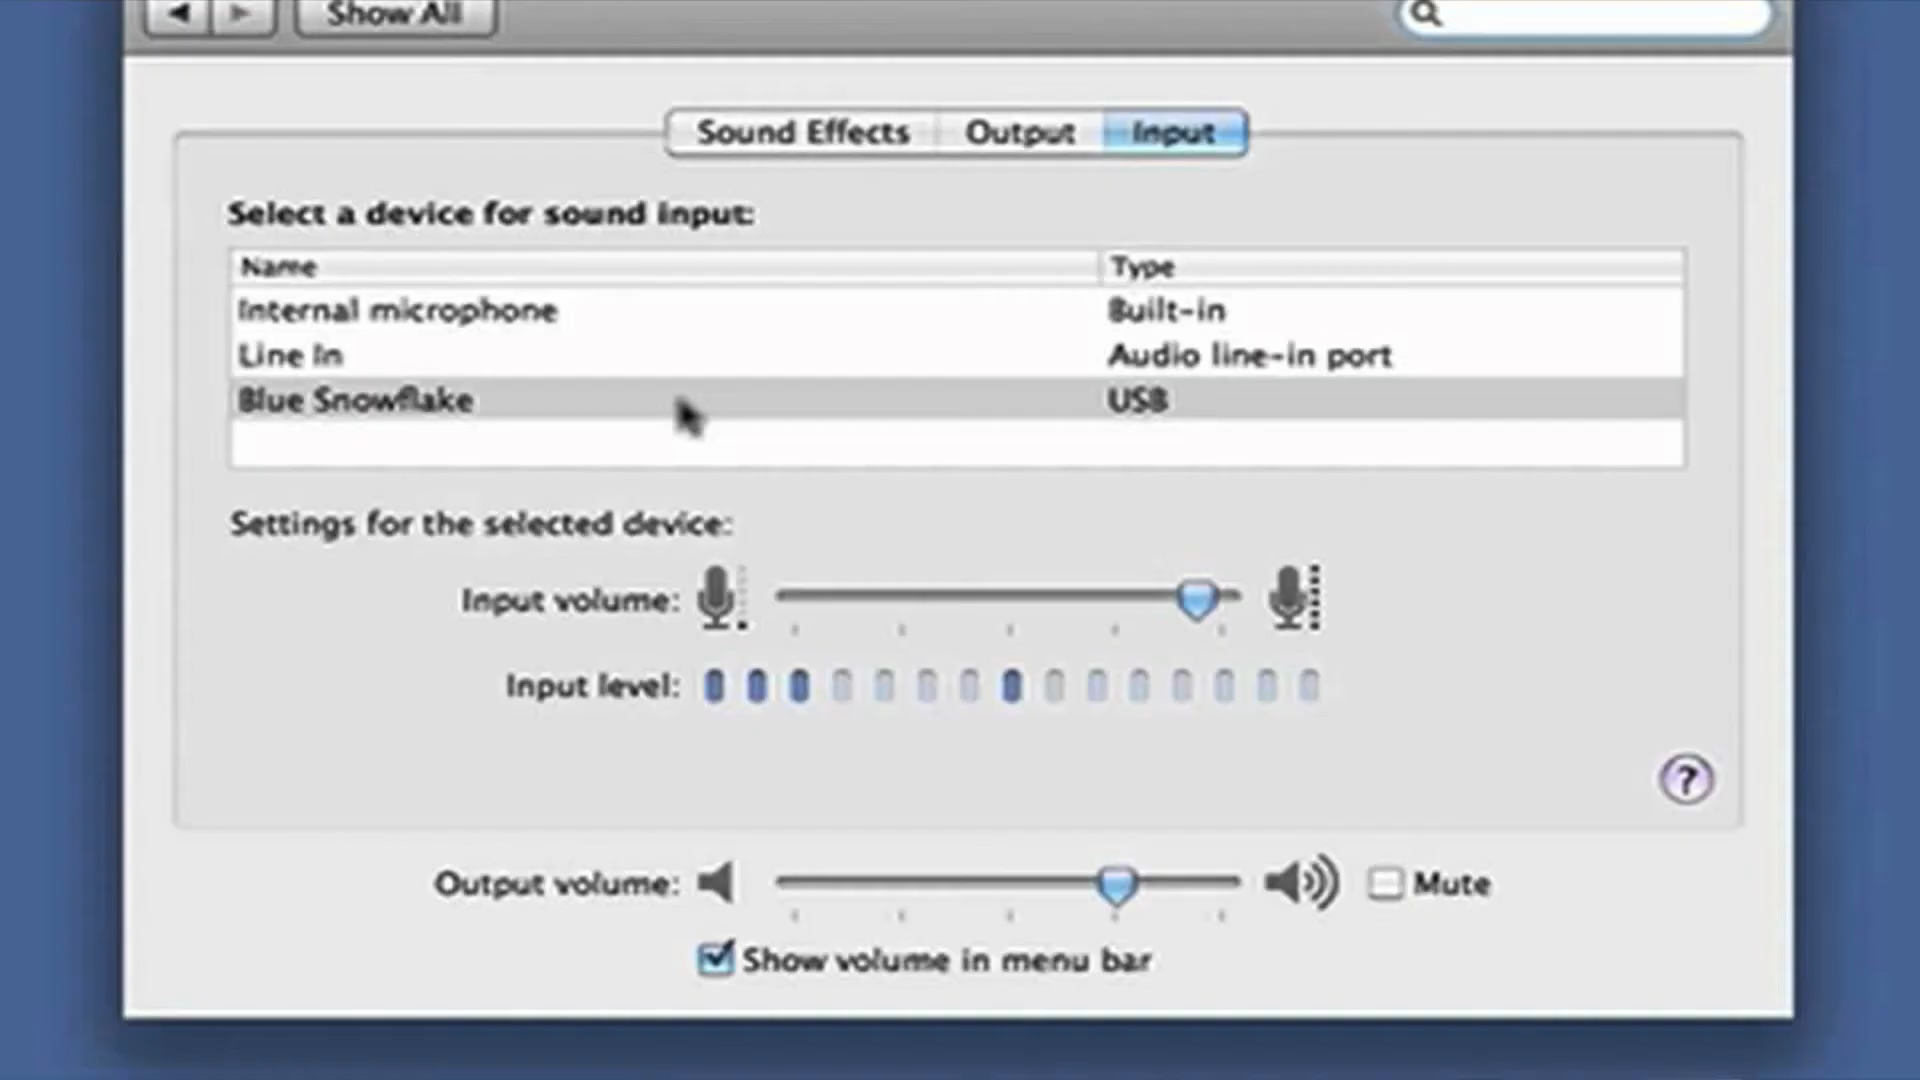 Show All
Sound Effects Output Input
Select a device for sound input:
Name Type
Internal microphone Built-in
Line In Audio line-in port
Blue Snowflake USB
Settings for the selected device:
Input volume:
Input level:
?
Output volume: Mute
Show volume in menu bar